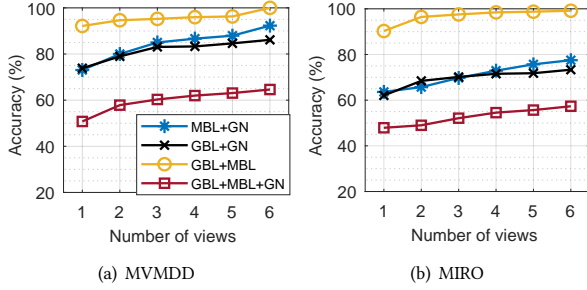 100
80
60
40
20
Accuracy (%)
MBL+GN
GBL+GN
GBL+MBL
GBL+MBL+GN
1 2 3 4 5 6
Number of views
(a) MVMDD
100
80
60
40
20
Accuracy (%)
1 2 3 4 5 6
Number of views
(b) MIRO